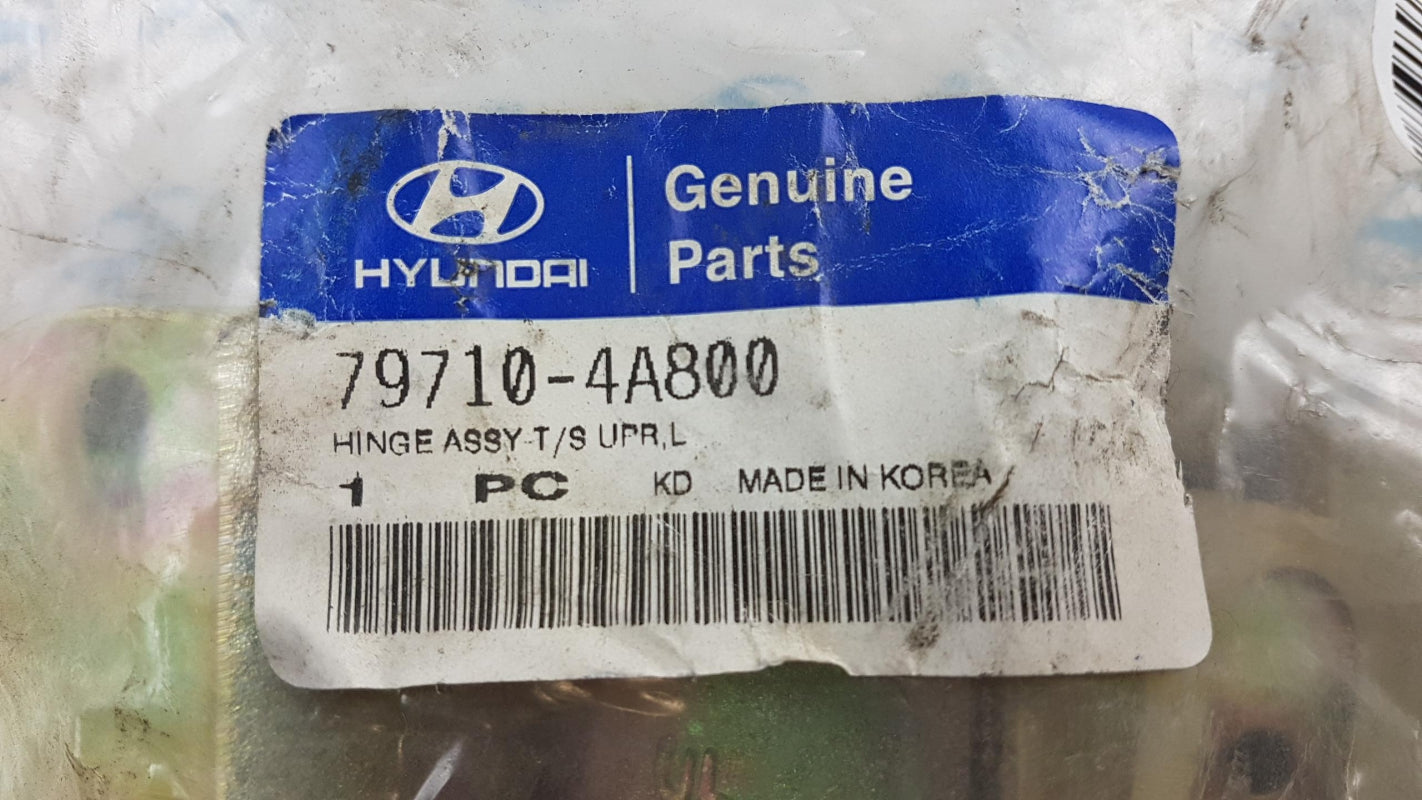 HYUNDAI
Genuine
Parts
79710-4A800
HINGE ASSY-T/S UPR,L
1 PC KD MADE IN KOREA